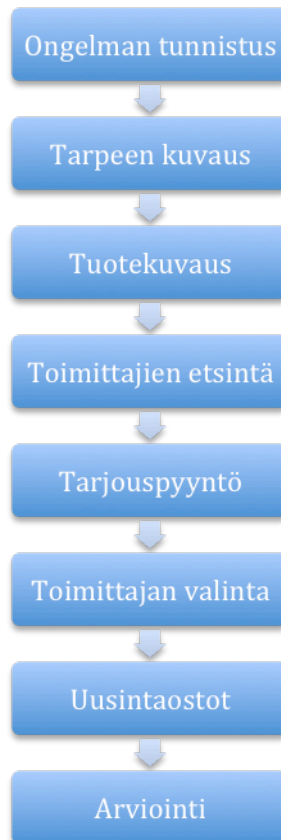 Ongelman tunnistus
Tarpeen kuvaus
Tuotekuvaus
Toimittajien etsintä
Tarjouspyyntö
Toimittajan valinta
Uusintaostot
Arviointi